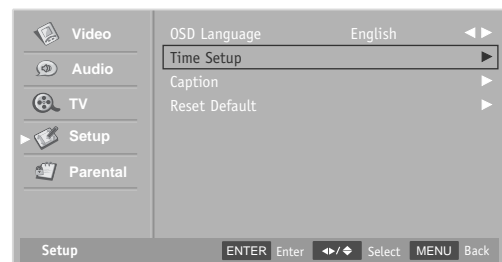 Video
Audio
TV
Setup
Parental
OSD Language English
Time Setup
Caption
Reset Default
Setup ENTER Enter / Select MENU Back